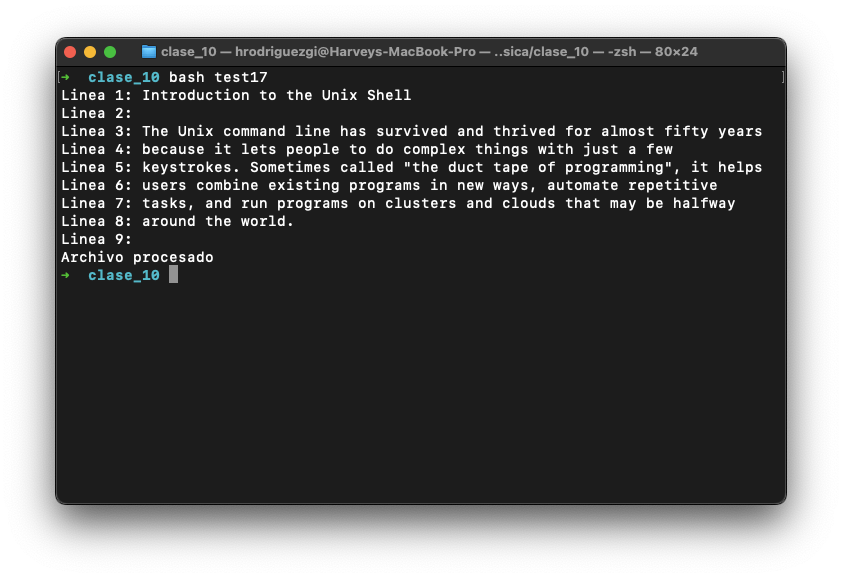 clase_10 — hrodriguezgi@Harveys-MacBook-Pro — ..sica/clase_10 — -zsh — 80×24
[➜  clase_10 bash test17 ]
Linea 1: Introduction to the Unix Shell
Linea 2:
Linea 3: The Unix command line has survived and thrived for almost fifty years
Linea 4: because it lets people to do complex things with just a few
Linea 5: keystrokes. Sometimes called "the duct tape of programming", it helps
Linea 6: users combine existing programs in new ways, automate repetitive
Linea 7: tasks, and run programs on clusters and clouds that may be halfway
Linea 8: around the world.
Linea 9:
Archivo procesado
➜  clase_10